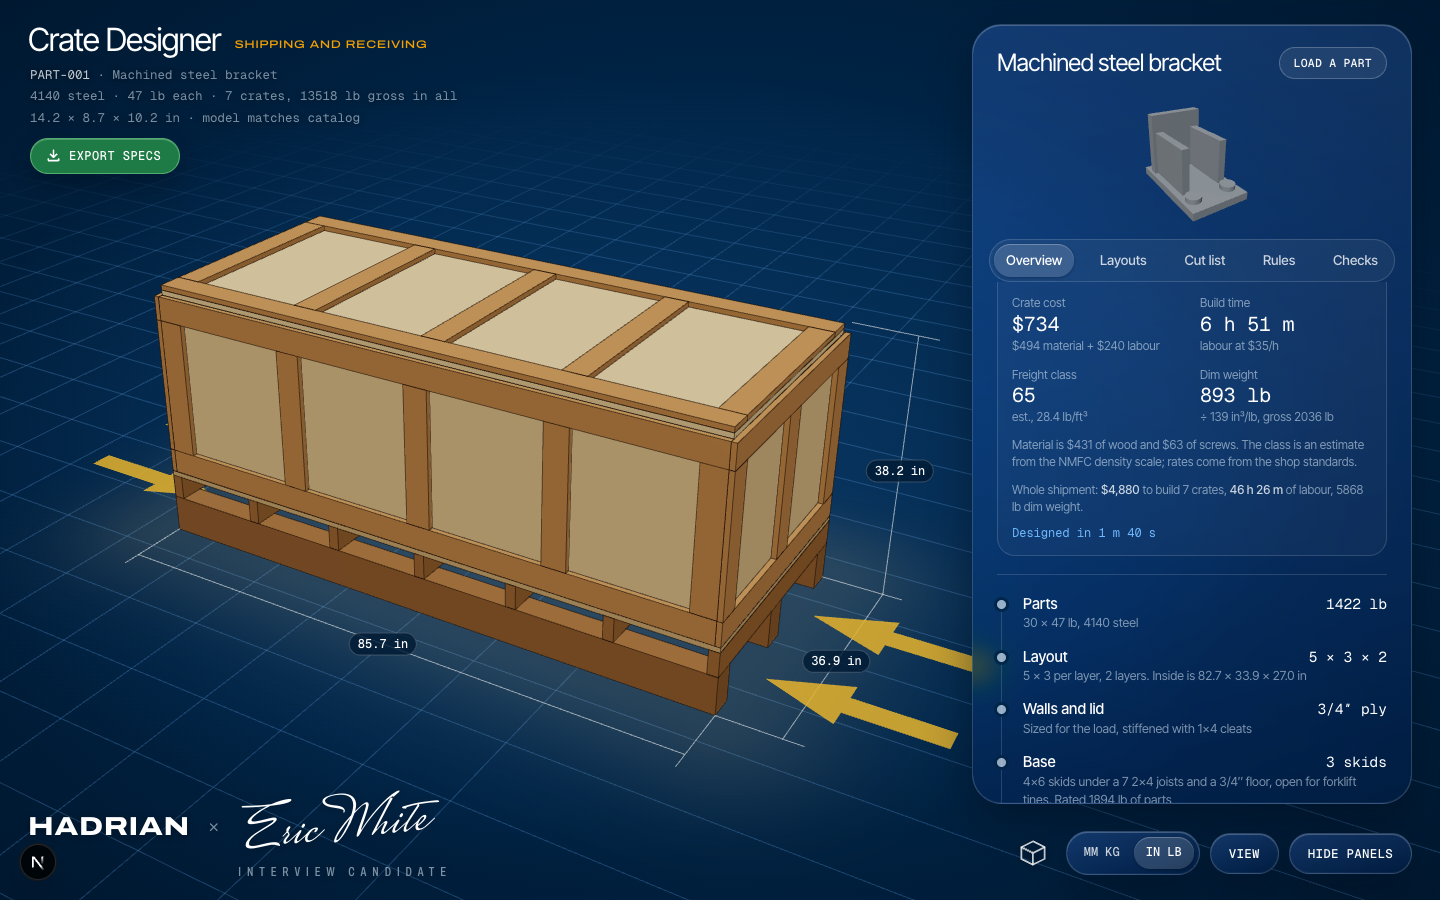 Crate Designer SHIPPING AND RECEIVING
PART-001 · Machined steel bracket
4140 steel · 47 lb each · 7 crates, 13518 lb gross in all
14.2 × 8.7 × 10.2 in · model matches catalog
EXPORT SPECS
38.2 in
85.7 in
36.9 in
HADRIAN × Eric White
INTERVIEW CANDIDATE
N
Machined steel bracket LOAD A PART
Overview Layouts Cut list Rules Checks
Crate cost Build time
$734 6 h 51 m
$494 material + $240 labour labour at $35/h
Freight class Dim weight
65 893 lb
est., 28.4 lb/ft³ ÷ 139 in³/lb, gross 2036 lb
Material is $431 of wood and $63 of screws. The class is an estimate
from the NMFC density scale; rates come from the shop standards.
Whole shipment: $4,880 to build 7 crates, 46 h 26 m of labour, 5868
lb dim weight.
Designed in 1 m 40 s
Parts 1422 lb
30 × 47 lb, 4140 steel
Layout 5 × 3 × 2
5 × 3 per layer, 2 layers. Inside is 82.7 × 33.9 × 27.0 in
Walls and lid 3/4″ ply
Sized for the load, stiffened with 1×4 cleats
Base 3 skids
4×6 skids under a 7 2×4 joists and a 3/4″ floor, open for forklift
tines. Rated 1894 lb of parts
MM KG IN LB VIEW HIDE PANELS